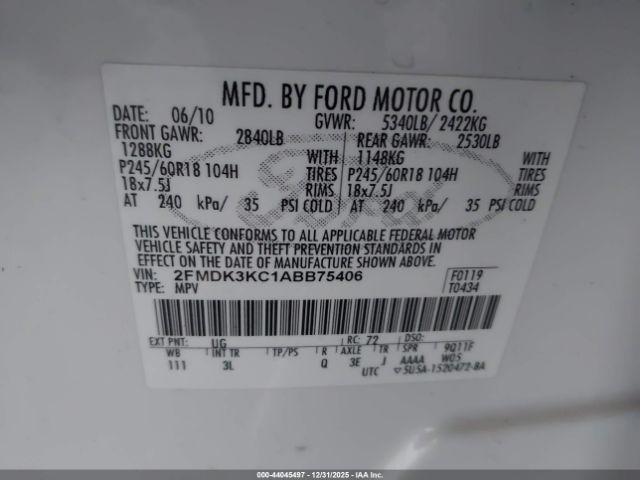 MFD. BY FORD MOTOR CO.
DATE: 06/10 GVWR: 5340LB/ 2422KG
FRONT GAWR: 2840LB REAR GAWR: 2530LB
1288KG WITH 1148KG WITH
P245/60R18 104H TIRES P245/60R18 104H TIRES
18x7.5J RIMS 18x7.5J RIMS
AT 240 kPa/ 35 PSI COLD AT 240 kPa/ 35 PSI COLD
THIS VEHICLE CONFORMS TO ALL APPLICABLE FEDERAL MOTOR
VEHICLE SAFETY AND THEFT PREVENTION STANDARDS IN
EFFECT ON THE DATE OF MANUFACTURE SHOWN ABOVE.
VIN: 2FMDK3KC1ABB75406 F0119
TYPE: MPV T0434
EXT PNT: UG RC: 72 DSO:
WB INT TR TP/PS R AXLE TR SPR 9Q11F
111 3L Q 3E J AAAA W05
UTC ▽5U5A-1520472-BA
000-44045497 - 12/31/2025 - IAA Inc.